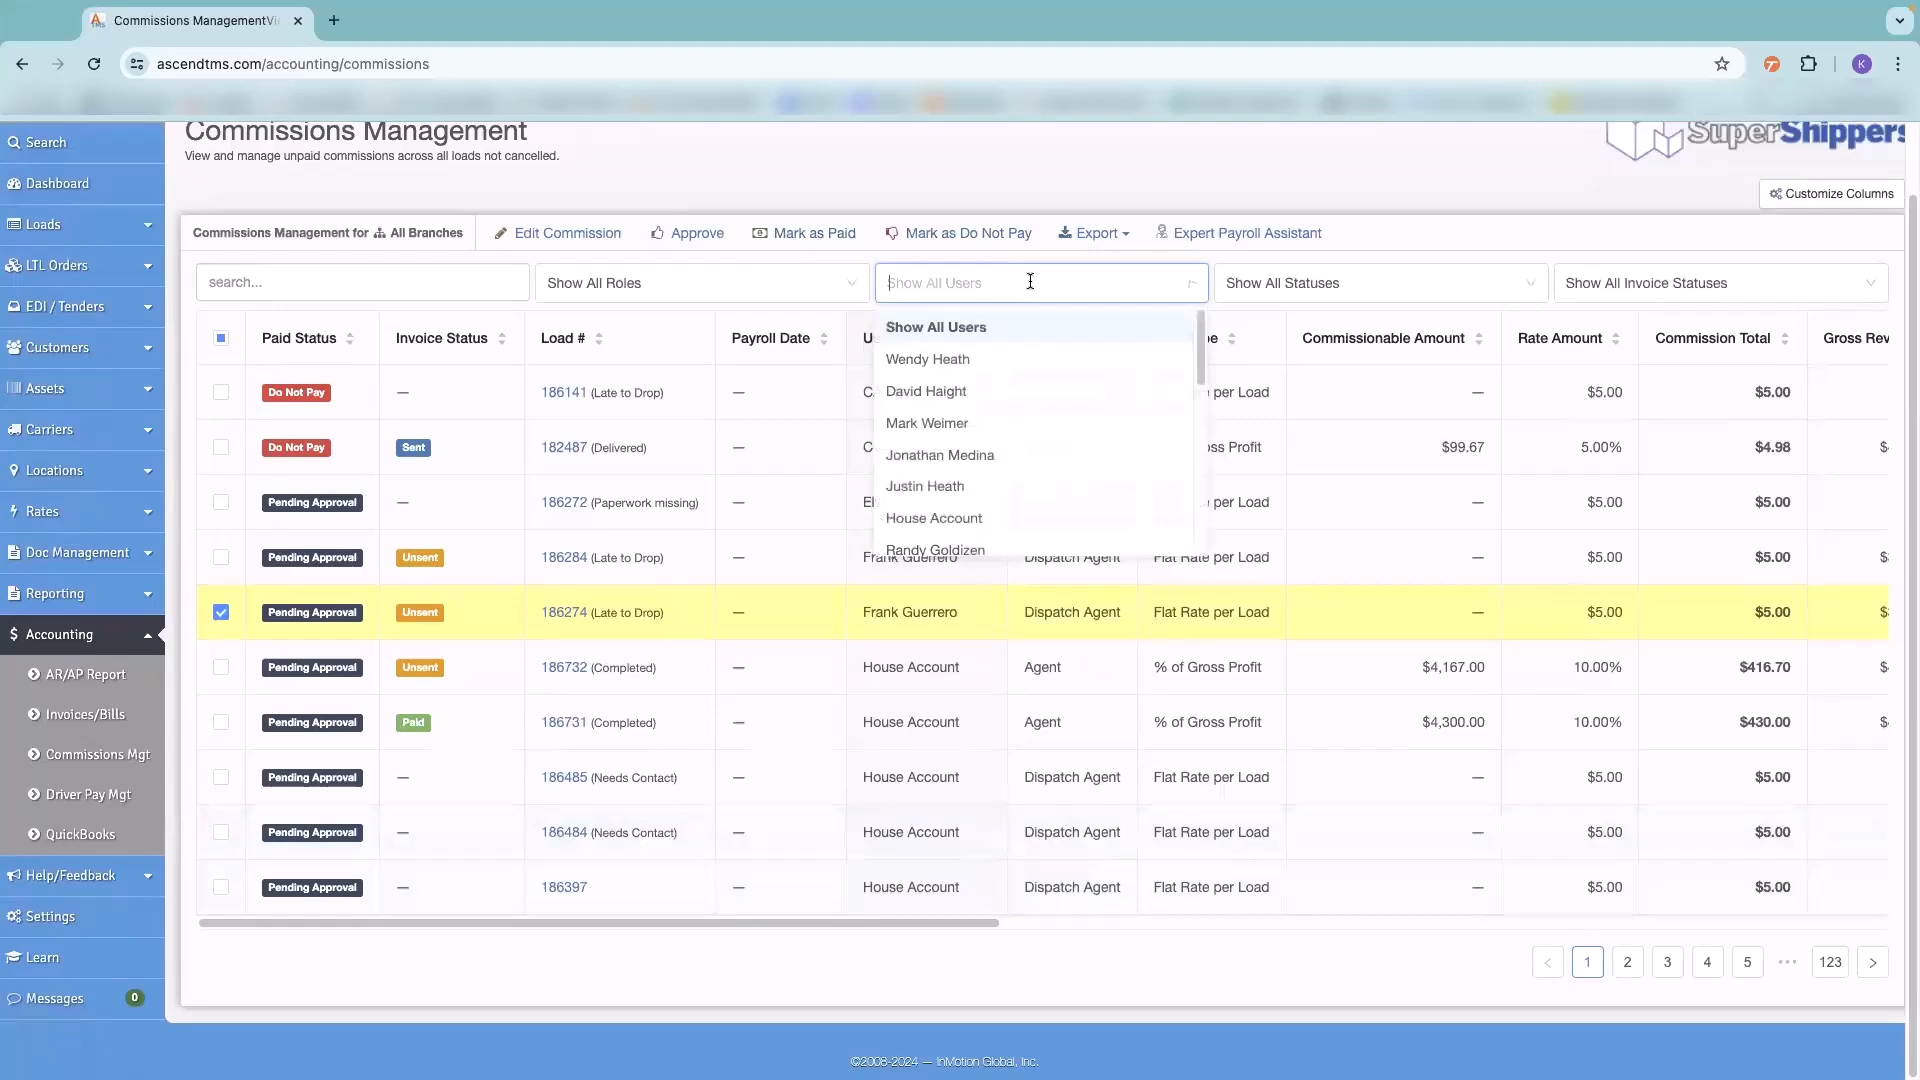 Commissions ManagementVi
ascendtms.com/accounting/commissions
K
Search
Dashboard
Loads
LTL Orders
EDI / Tenders
Customers
Assets
Carriers
Locations
Rates
Doc Management
Reporting
$ Accounting
AR/AP Report
Invoices/Bills
Commissions Mgt
Driver Pay Mgt
QuickBooks
Help/Feedback
Settings
Learn
Messages 0
Commissions Management
View and manage unpaid commissions across all loads not cancelled.
SuperShippers
Customize Columns
Commissions Management for All Branches Edit Commission Approve Mark as Paid Mark as Do Not Pay Export Expert Payroll Assistant
search... Show All Roles Show All Users Show All Statuses Show All Invoice Statuses
Show All Users
Wendy Heath
David Haight
Mark Weimer
Jonathan Medina
Justin Heath
House Account
Randy Goldizen
Paid Status Invoice Status Load # Payroll Date U pe Commissionable Amount Rate Amount Commission Total Gross Rev
Do Not Pay — 186141 (Late to Drop) — C per Load — $5.00 $5.00
Do Not Pay Sent 182487 (Delivered) — C oss Profit $99.67 5.00% $4.98 $
Pending Approval — 186272 (Paperwork missing) — El per Load — $5.00 $5.00
Pending Approval Unsent 186284 (Late to Drop) — Frank Guerrero Dispatch Agent Flat Rate per Load — $5.00 $5.00
Pending Approval Unsent 186274 (Late to Drop) — Frank Guerrero Dispatch Agent Flat Rate per Load — $5.00 $5.00 $
Pending Approval Unsent 186732 (Completed) — House Account Agent % of Gross Profit $4,167.00 10.00% $416.70 $
Pending Approval Paid 186731 (Completed) — House Account Agent % of Gross Profit $4,300.00 10.00% $430.00 $
Pending Approval — 186485 (Needs Contact) — House Account Dispatch Agent Flat Rate per Load — $5.00 $5.00
Pending Approval — 186484 (Needs Contact) — House Account Dispatch Agent Flat Rate per Load — $5.00 $5.00
Pending Approval — 186397 — House Account Dispatch Agent Flat Rate per Load — $5.00 $5.00
< 1 2 3 4 5 ••• 123 >
©2008-2024 — InMotion Global, Inc.